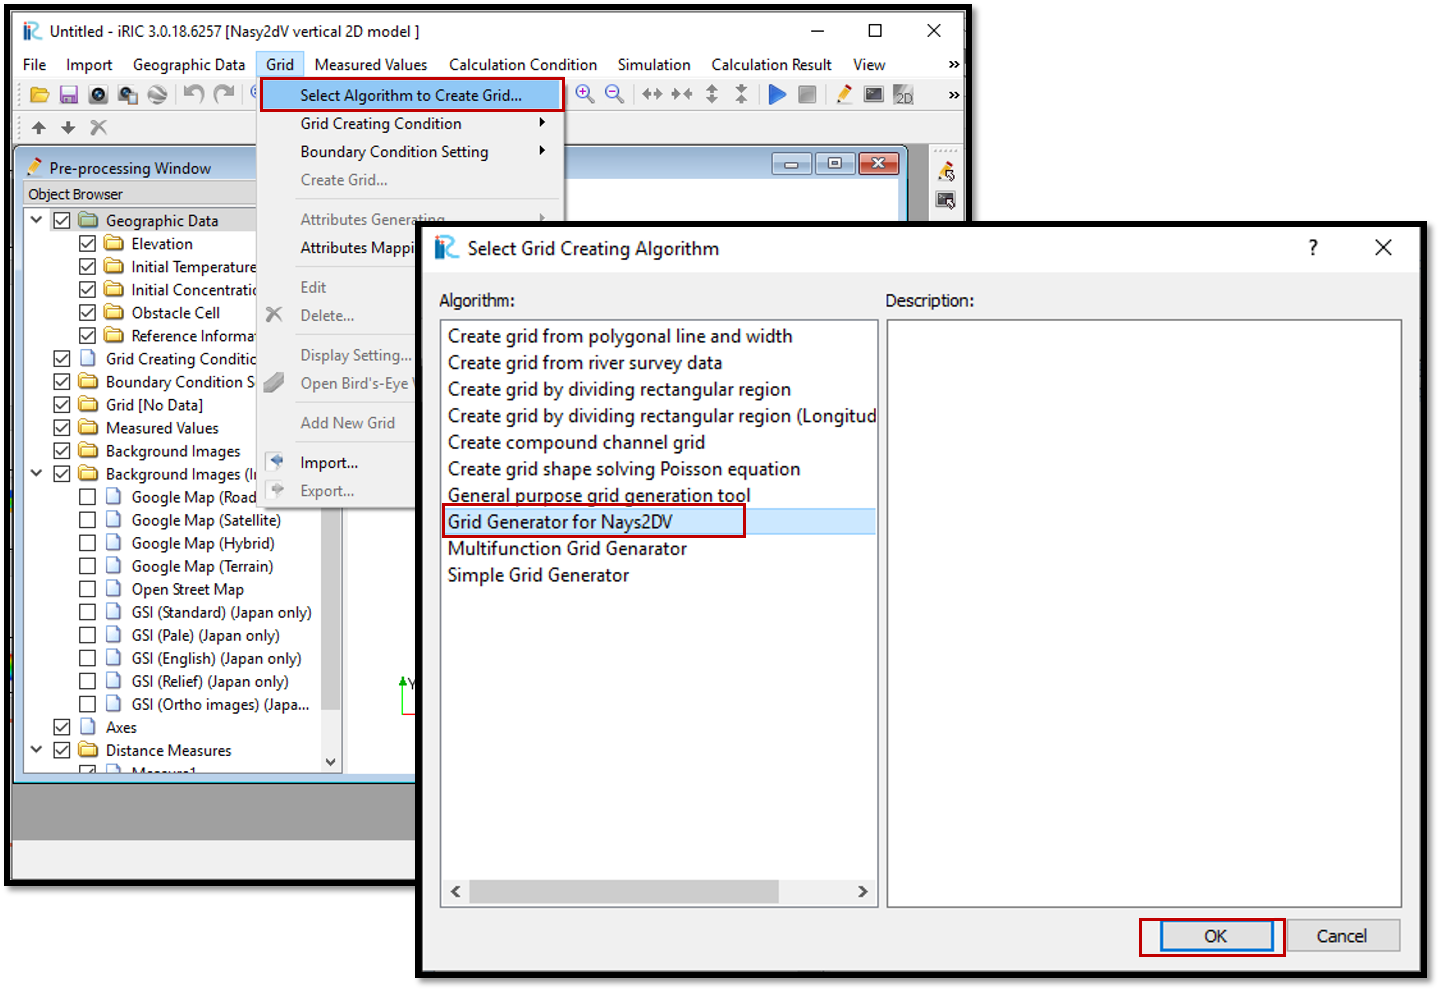 Untitled - iRIC 3.0.18.6257 [Nasy2dV vertical 2D model ]
File Import Geographic Data Grid Measured Values Calculation Condition Simulation Calculation Result View »
2D »
Select Algorithm to Create Grid...
Grid Creating Condition
Boundary Condition Setting
Create Grid...
Attributes Generating
Attributes Mappi
Edit
Delete...
Display Setting...
Open Bird's-Eye
Add New Grid
Import...
Export...
Pre-processing Window
Object Browser
Geographic Data
Elevation
Initial Temperature
Initial Concentratic
Obstacle Cell
Reference Informat
Grid Creating Conditic
Boundary Condition S
Grid [No Data]
Measured Values
Background Images
Background Images (In
Google Map (Road
Google Map (Satellite)
Google Map (Hybrid)
Google Map (Terrain)
Open Street Map
GSI (Standard) (Japan only)
GSI (Pale) (Japan only)
GSI (English) (Japan only)
GSI (Relief) (Japan only)
GSI (Ortho images) (Japa...
Axes
Distance Measures
Measure1
Y
Select Grid Creating Algorithm ?
Algorithm:
Create grid from polygonal line and width
Create grid from river survey data
Create grid by dividing rectangular region
Create grid by dividing rectangular region (Longitud
Create compound channel grid
Create grid shape solving Poisson equation
General purpose grid generation tool
Grid Generator for Nays2DV
Multifunction Grid Genarator
Simple Grid Generator
Description:
OK Cancel